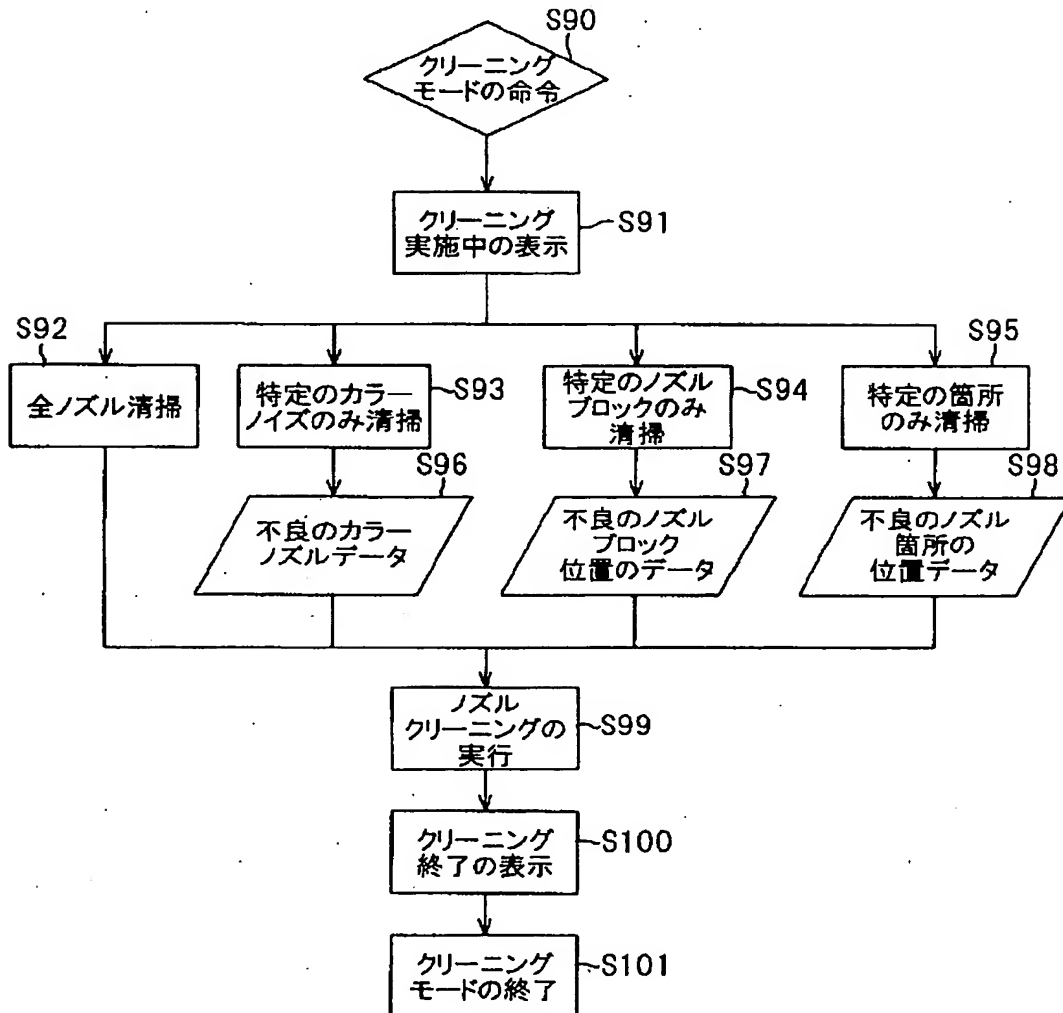 S90
クリーニング
モードの命令
クリーニング
実施中の表示
S91
S92
全ノズル清掃
特定のカラー
ノイズのみ清掃
S93
特定のノズル
ブロックのみ
清掃
S94
S95
特定の箇所
のみ清掃
S96
不良のカラー
ノズルデータ
S97
不良のノズル
ブロック
位置のデータ
S98
不良のノズル
箇所の
位置データ
ノズル
クリーニングの
実行
S99
クリーニング
終了の表示
S100
クリーニング
モードの終了
S101